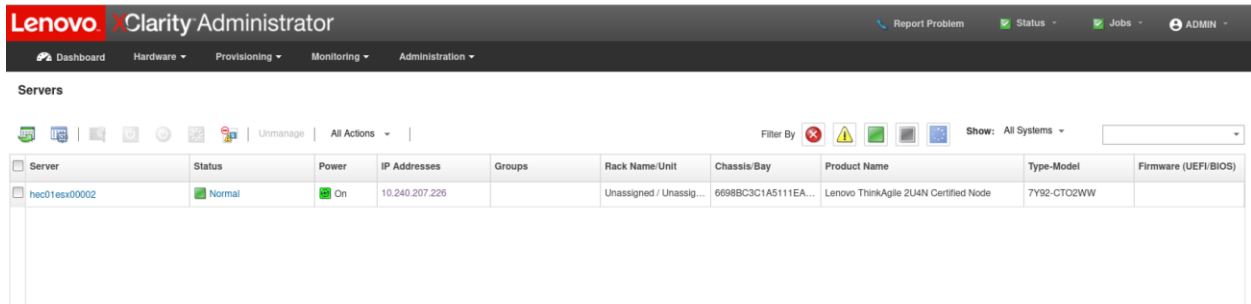 Lenovo. XClarity Administrator
Report Problem Status Jobs ADMIN
Dashboard Hardware Provisioning Monitoring Administration
Servers
Unmanage All Actions Filter By Show: All Systems
Server Status Power IP Addresses Groups Rack Name/Unit Chassis/Bay Product Name Type-Model Firmware (UEFI/BIOS)
hec01esx00002 Normal On 10.240.207.226 Unassigned / Unassig... 6698BC3C1A5111EA... Lenovo ThinkAgile 2U4N Certified Node 7Y92-CTO2WW